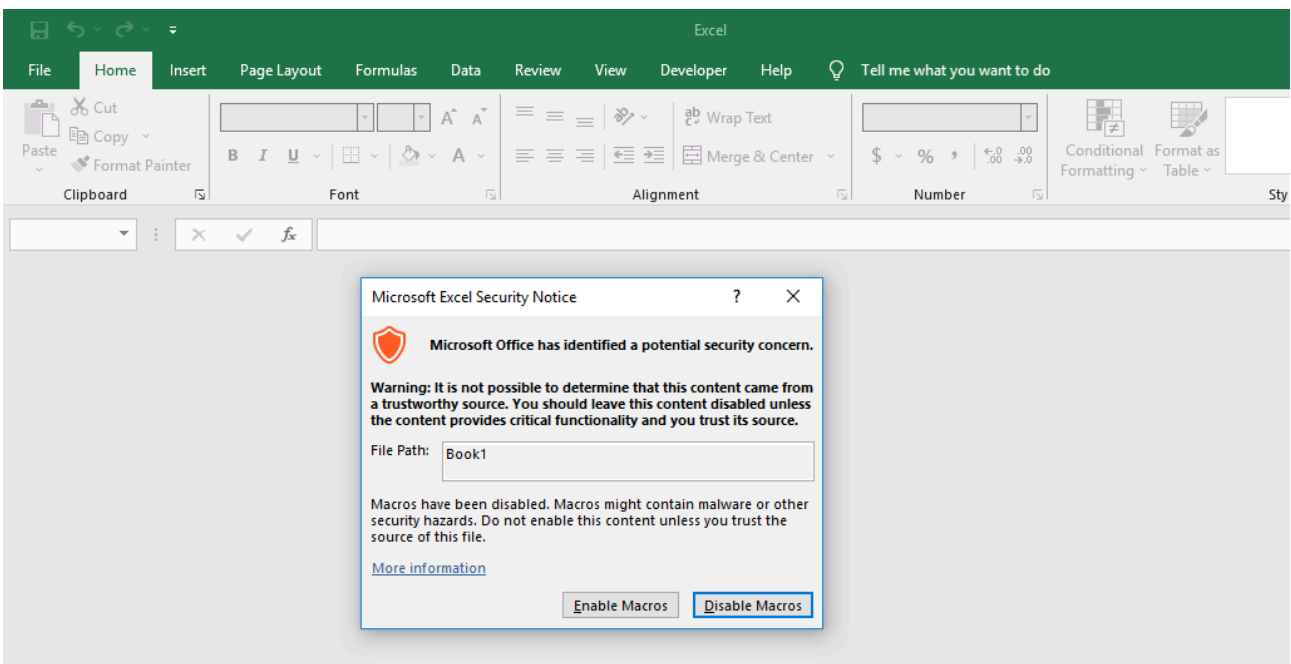 Excel
File Home Insert Page Layout Formulas Data Review View Developer Help Tell me what you want to do
Cut
Copy
Format Painter
Paste
Clipboard
B I U A
Font
ab Wrap Text
Merge & Center
Alignment
$ % ,
Number
Conditional Formatting
Format as Table
Sty
fx
Microsoft Excel Security Notice ?
Microsoft Office has identified a potential security concern.
Warning: It is not possible to determine that this content came from
a trustworthy source. You should leave this content disabled unless
the content provides critical functionality and you trust its source.
File Path: Book1
Macros have been disabled. Macros might contain malware or other
security hazards. Do not enable this content unless you trust the
source of this file.
More information
Enable Macros Disable Macros